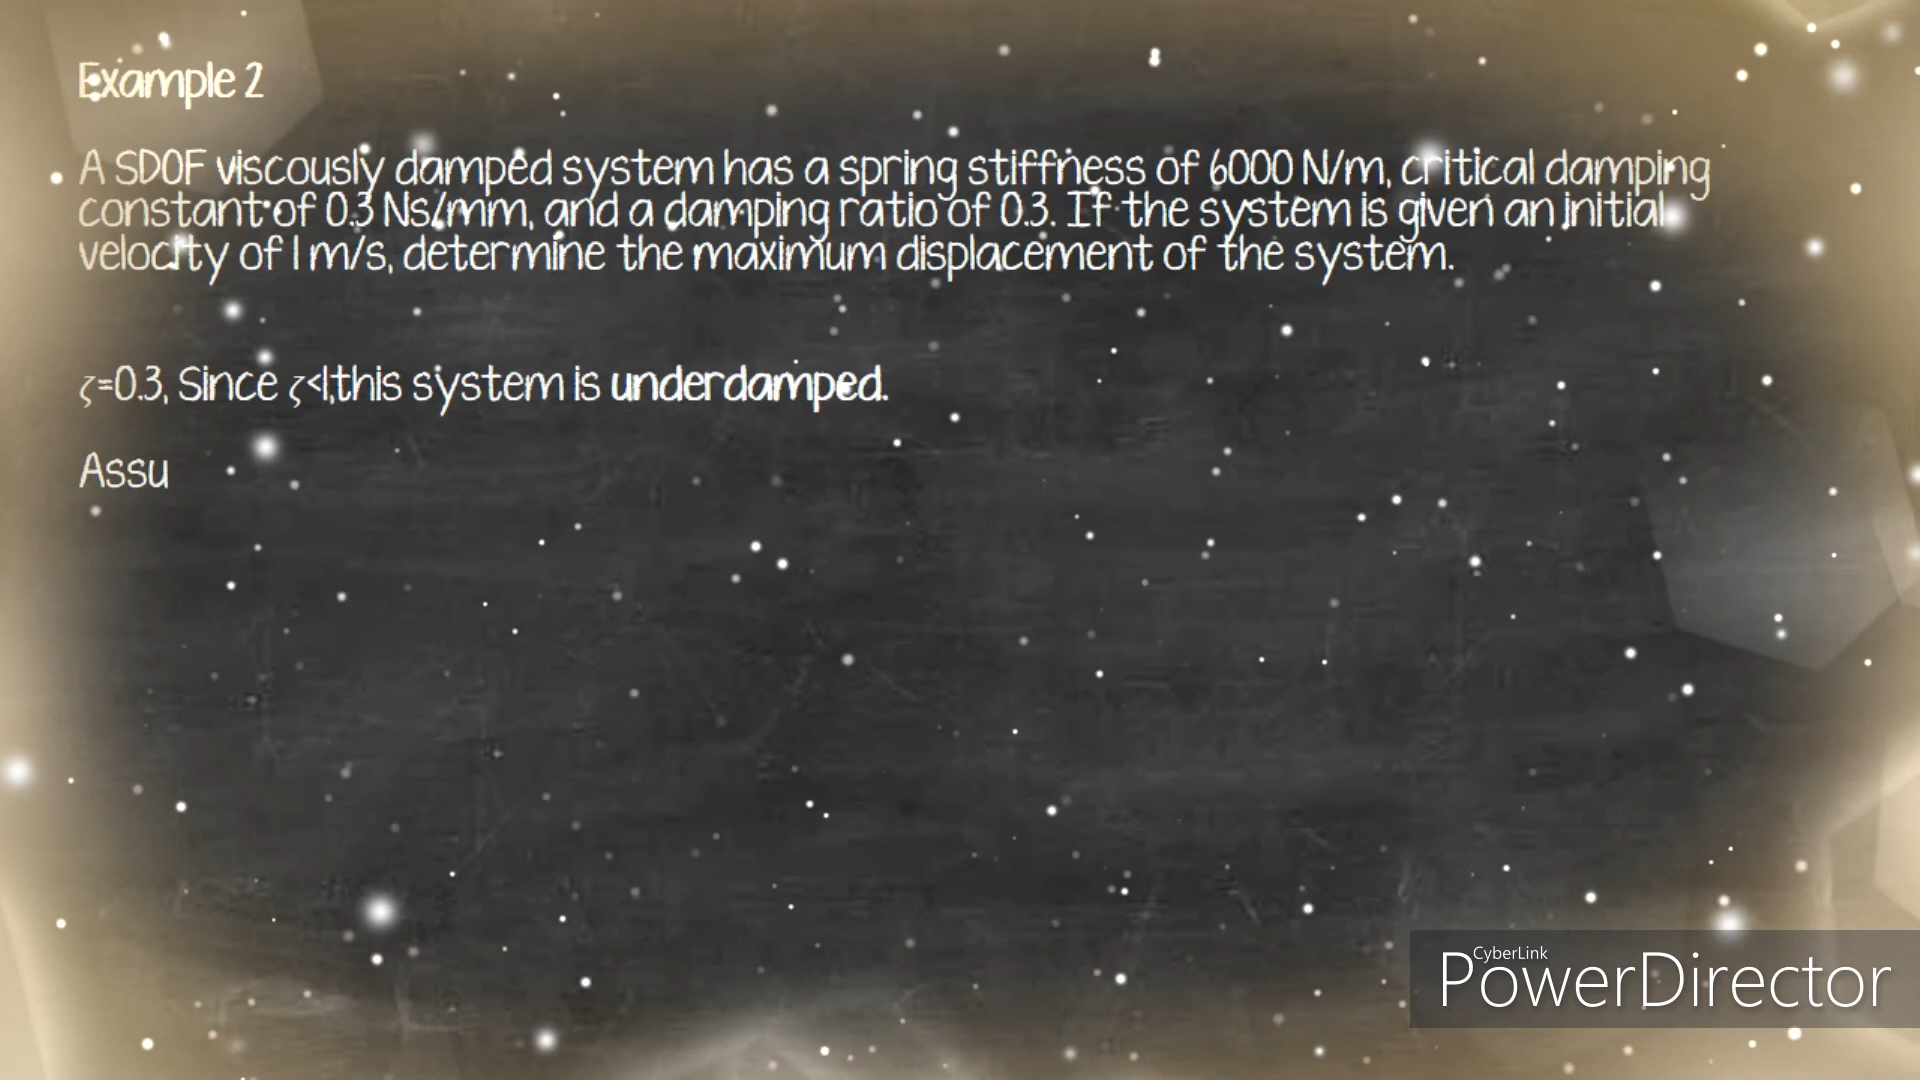 Example 2
A SDOF viscously damped system has a spring stiffness of 6000 N/m, critical damping
constant of 0.3 Ns/mm, and a damping ratio of 0.3. If the system is given an initial
velocity of 1 m/s, determine the maximum displacement of the system.
ζ=0.3, Since ζ<1,this system is underdamped.
Assu
CyberLink
PowerDirector